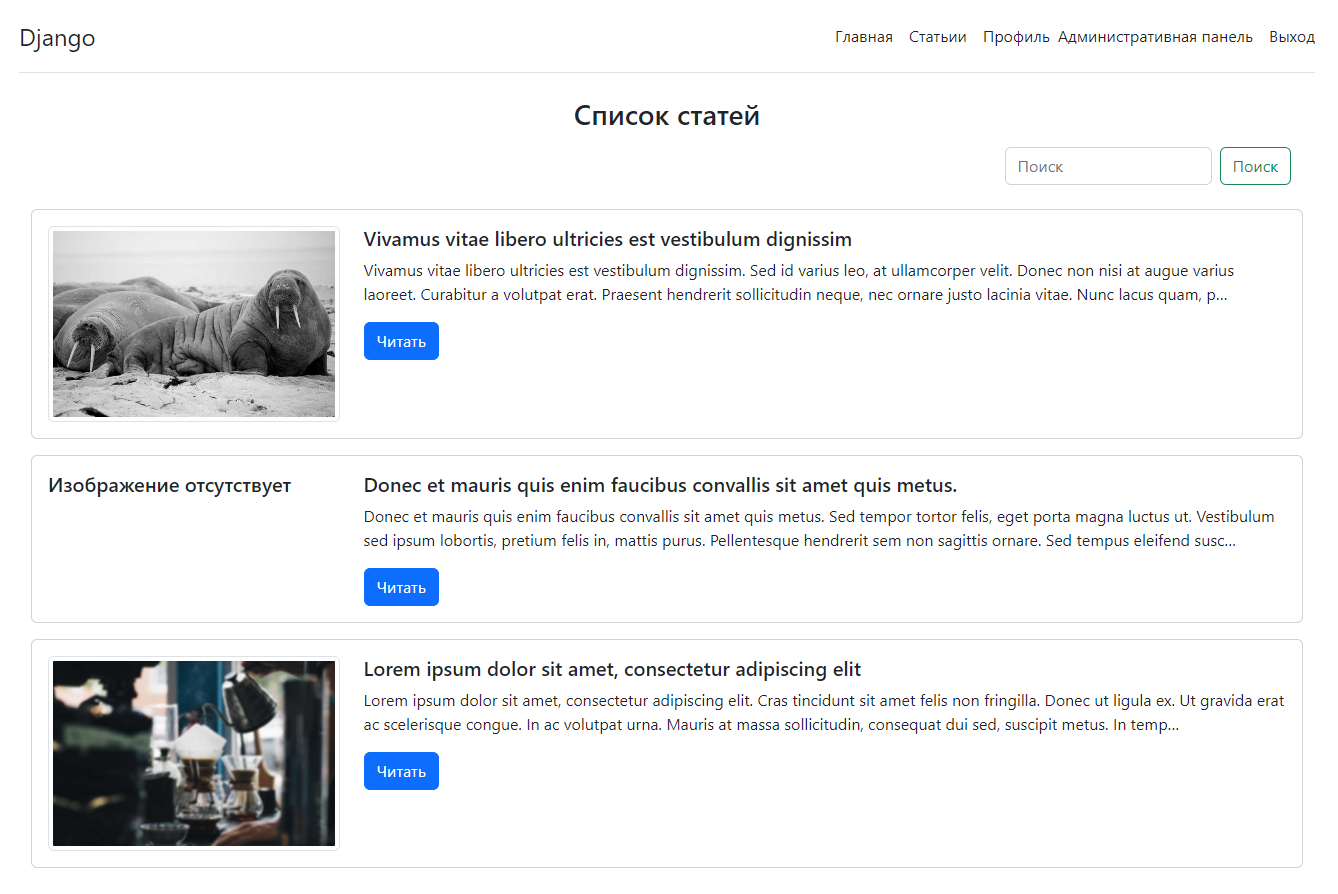 Django
Главная Статьии Профиль Административная панель Выход
Список статей
Поиск Поиск
Vivamus vitae libero ultricies est vestibulum dignissim
Vivamus vitae libero ultricies est vestibulum dignissim. Sed id varius leo, at ullamcorper velit. Donec non nisi at augue varius
laoreet. Curabitur a volutpat erat. Praesent hendrerit sollicitudin neque, nec ornare justo lacinia vitae. Nunc lacus quam, p...
Читать
Изображение отсутствует
Donec et mauris quis enim faucibus convallis sit amet quis metus.
Donec et mauris quis enim faucibus convallis sit amet quis metus. Sed tempor tortor felis, eget porta magna luctus ut. Vestibulum
sed ipsum lobortis, pretium felis in, mattis purus. Pellentesque hendrerit sem non sagittis ornare. Sed tempus eleifend susc...
Читать
Lorem ipsum dolor sit amet, consectetur adipiscing elit
Lorem ipsum dolor sit amet, consectetur adipiscing elit. Cras tincidunt sit amet felis non fringilla. Donec ut ligula ex. Ut gravida erat
ac scelerisque congue. In ac volutpat urna. Mauris at massa sollicitudin, consequat dui sed, suscipit metus. In temp...
Читать